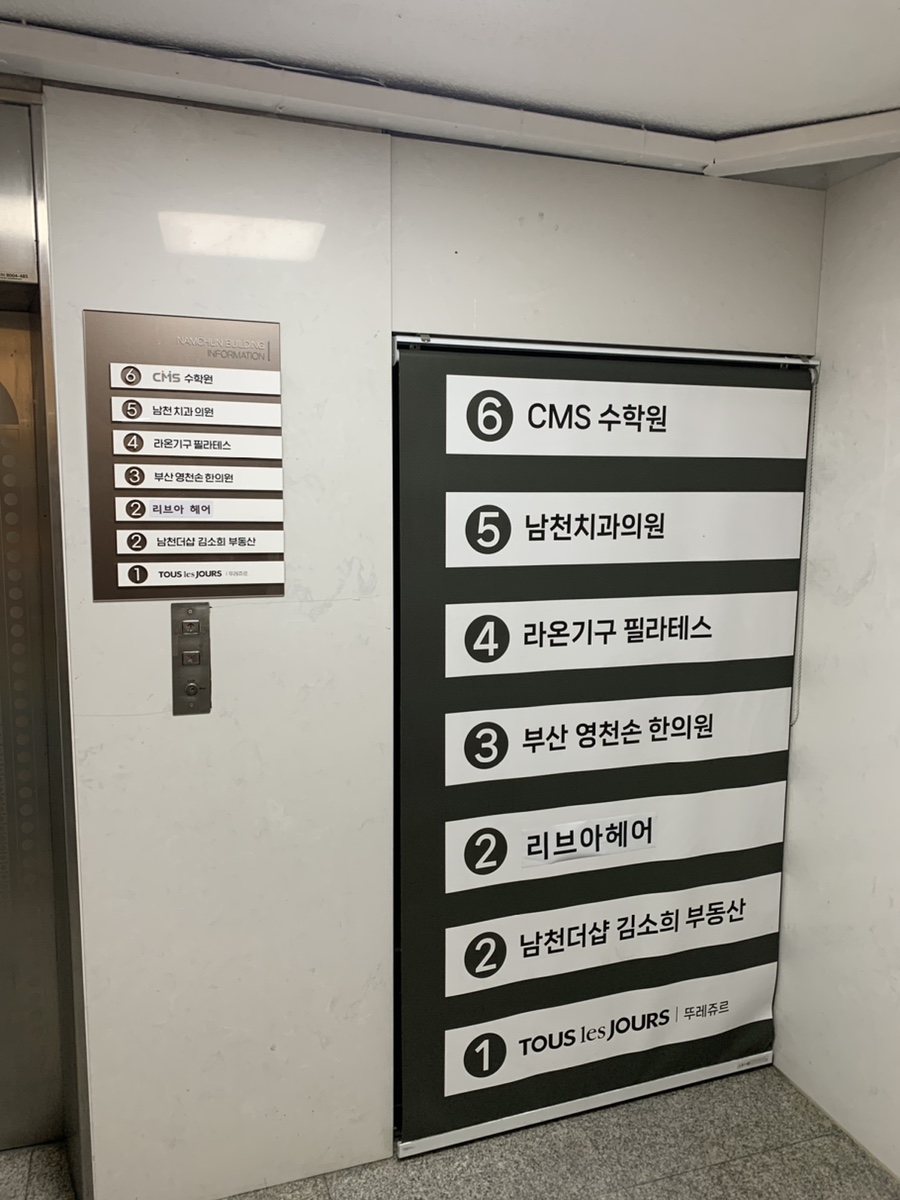 NAMCHUN BUILDING
INFORMATION
6 CMS 수학원
5 남천치과의원
4 라온기구 필라테스
3 부산 영천손한의원
2 리브아 헤어
2 남천더샵 김소희 부동산
1 TOUS les JOURS | 뚜레쥬르
6 CMS 수학원
5 남천치과의원
4 라온기구 필라테스
3 부산 영천손 한의원
2 리브아헤어
2 남천더샵 김소희 부동산
1 TOUS les JOURS | 뚜레쥬르